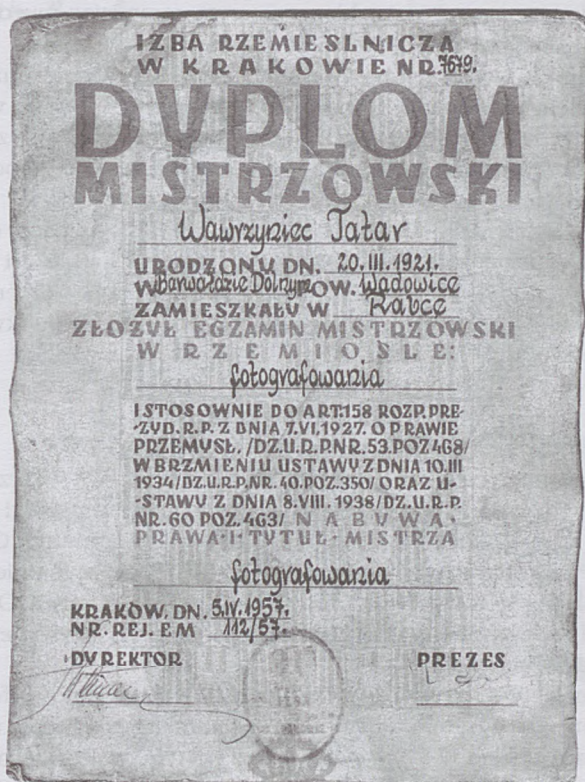 IZBA RZEMIEŚLNICZA
W KRAKOWIE NR. 7679.
DYPLOM
MISTRZOWSKI
Wawrzyniec Tatar
URODZONY DN. 20.III.1921.
W Barwałdzie Dolnym POW. Wadowice
ZAMIESZKAŁY W Rabce
ZŁOŻYŁ EGZAMIN MISTRZOWSKI
W RZEMIOŚLE:
fotografowania
I STOSOWNIE DO ART. 158 ROZP. PRE-
-ZYD. R. P. Z DNIA 7.VI.1927. O PRAWIE
PRZEMYSŁ. /DZ.U.R.P.NR.53.POZ 468/
W BRZMIENIU USTAWY Z DNIA 10.III
1934/DZ.U.R.P.NR.40.POZ.350/ ORAZ U-
-STAWY Z DNIA 8.VIII.1938/DZ.U.R.P.
NR.60 POZ.463/ NABYWA·
PRAWA·I·TYTUŁ·MISTRZA
fotografowania
KRAKÓW, DN. 5.IV.1957.
NR. REJ. EM 112/57.
DYREKTOR PREZES